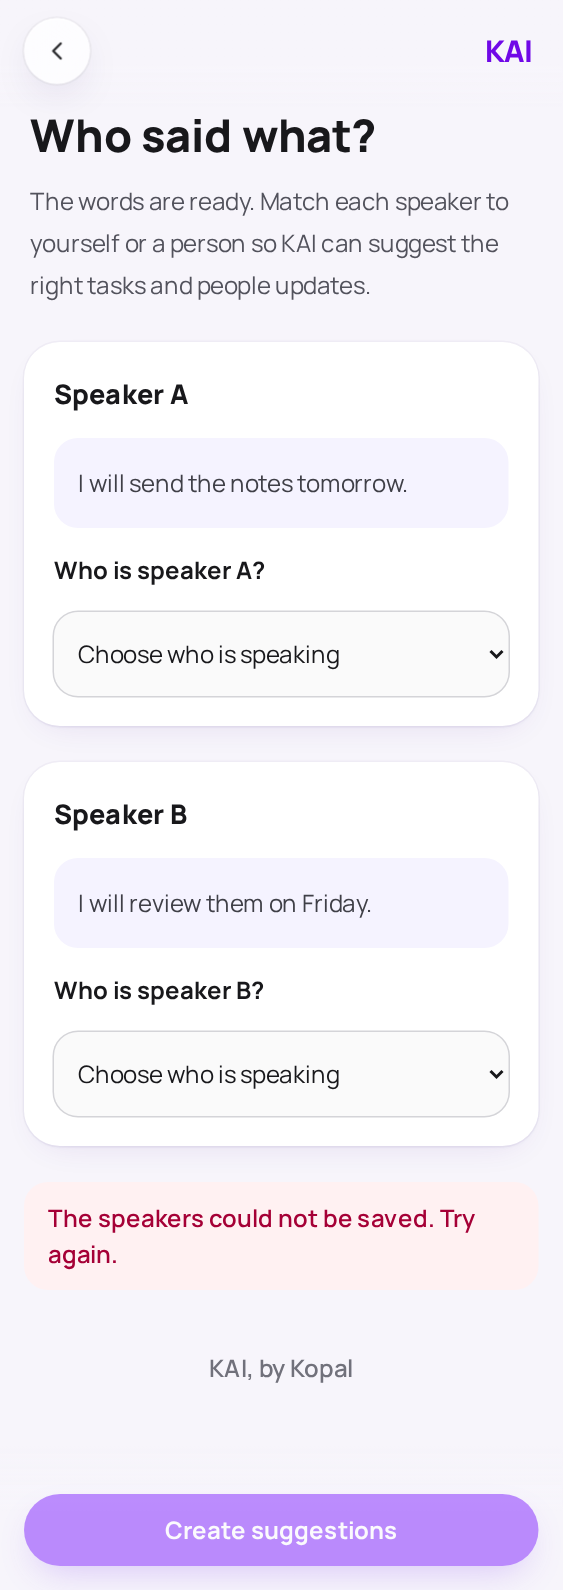 KAI
Who said what?
The words are ready. Match each speaker to
yourself or a person so KAI can suggest the
right tasks and people updates.
Speaker A
I will send the notes tomorrow.
Who is speaker A?
Choose who is speaking
Speaker B
I will review them on Friday.
Who is speaker B?
Choose who is speaking
The speakers could not be saved. Try
again.
KAI, by Kopal
Create suggestions